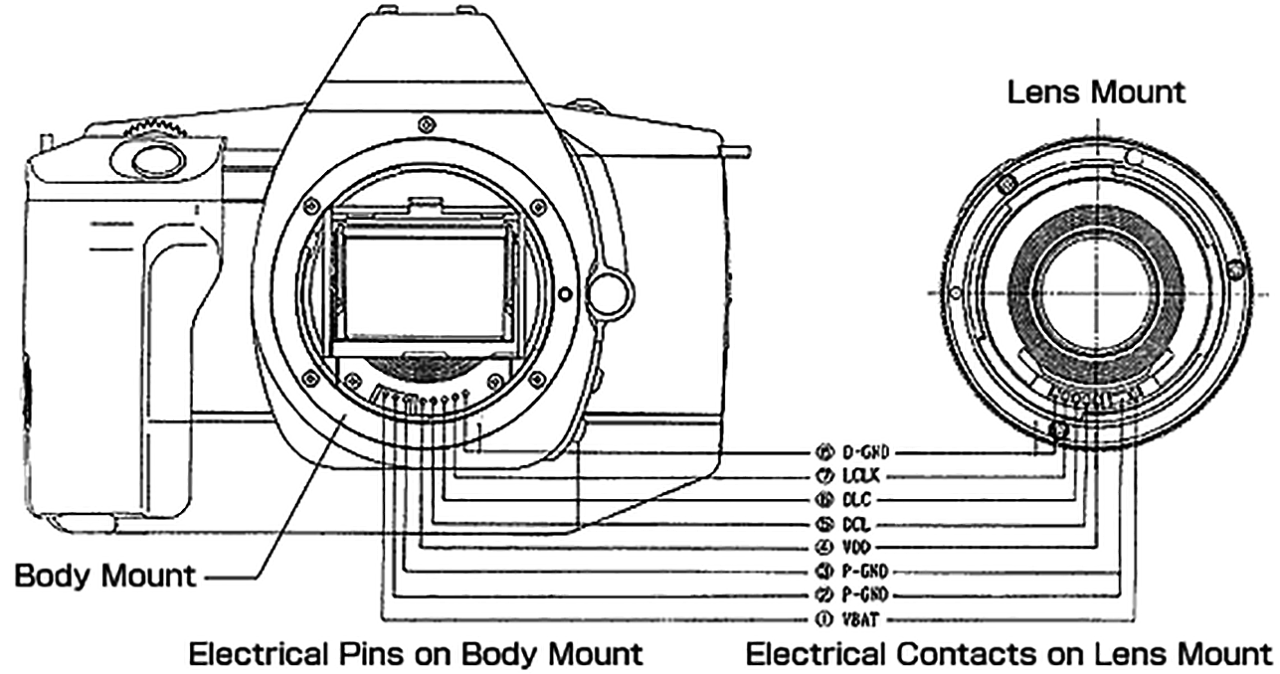 Lens Mount
⑧ D-GND
⑦ LCLK
⑥ DLC
⑤ DCL
④ VDD
③ P-GND
② P-GND
① VBAT
Body Mount
Electrical Pins on Body Mount
Electrical Contacts on Lens Mount